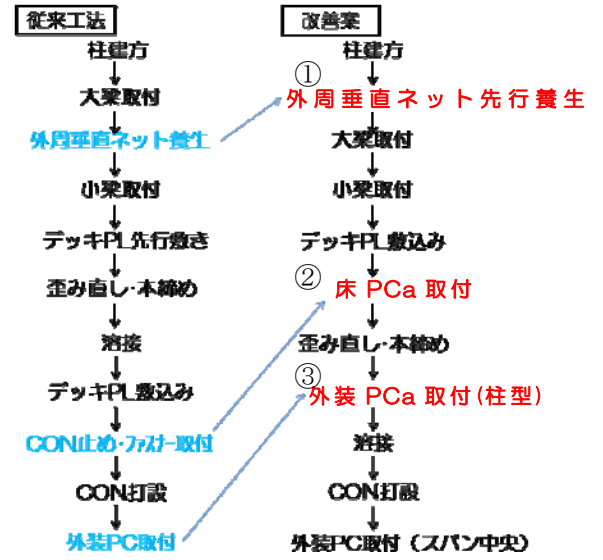 従来工法
柱建方
大梁取付
外周垂直ネット養生
小梁取付
デッキPL先行敷き
歪み直し・本締め
溶接
デッキPL敷込み
CON止め・ファスナー取付
CON打設
外装PC取付
改善案
柱建方
①
外周垂直ネット先行養生
大梁取付
小梁取付
デッキPL敷込み
②
床PCa取付
歪み直し・本締め
③
外装PCa取付(柱型)
溶接
CON打設
外装PC取付（スパン中央）